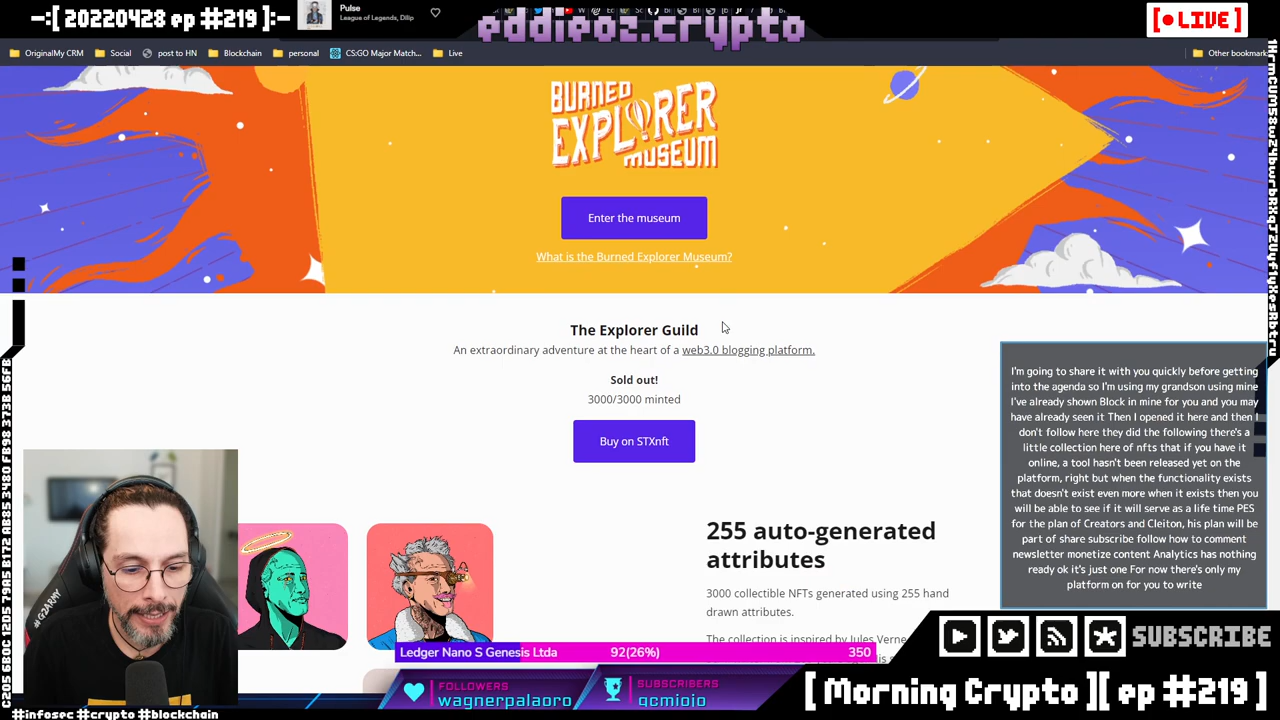 -:[ 20220428 ep #219 ]:-
Pulse
League of Legends, Dilip
eddieoz.crypto
[ LIVE ]
OriginalMy CRM
Social
post to HN
Blockchain
personal
CS:GO Major Match...
Live
Other bookmark
BURNED
EXPLORER
MUSEUM
Enter the museum
What is the Burned Explorer Museum?
The Explorer Guild
An extraordinary adventure at the heart of a web3.0 blogging platform.
Sold out!
3000/3000 minted
Buy on STXnft
255 auto-generated
attributes
3000 collectible NFTs generated using 255 hand
drawn attributes.
The collection is inspired by Jules Verne
I'm going to share it with you quickly before getting
into the agenda so I'm using my grandson using mine
I've already shown Block in mine for you and you may
have already seen it Then I opened it here and then I
don't follow here they did the following there's a
little collection here of nfts that if you have it
online, a tool hasn't been released yet on the
platform, right but when the functionality exists
that doesn't exist even more when it exists then you
will be able to see if it will serve as a life time PES
for the plan of Creators and Cleiton, his plan will be
part of share subscribe follow how to comment
newsletter monetize content Analytics has nothing
ready ok it's just one For now there's only my
platform on for you to write
Ledger Nano S Genesis Ltda
92(26%)
350
FOLLOWERS
wagnerpalaoro
SUBSCRIBERS
gcmiojo
SUBSCRIBE
[ Morning Crypto ][ ep #219 ]
#infosec #crypto #blockchain